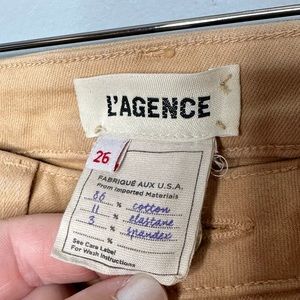 L'AGENCE
26
FABRIQUÉ AUX U.S.A.
From Imported Materials
86 % cotton
11 % elastane
3 % spandex
See Care Label
For Wash Instructions